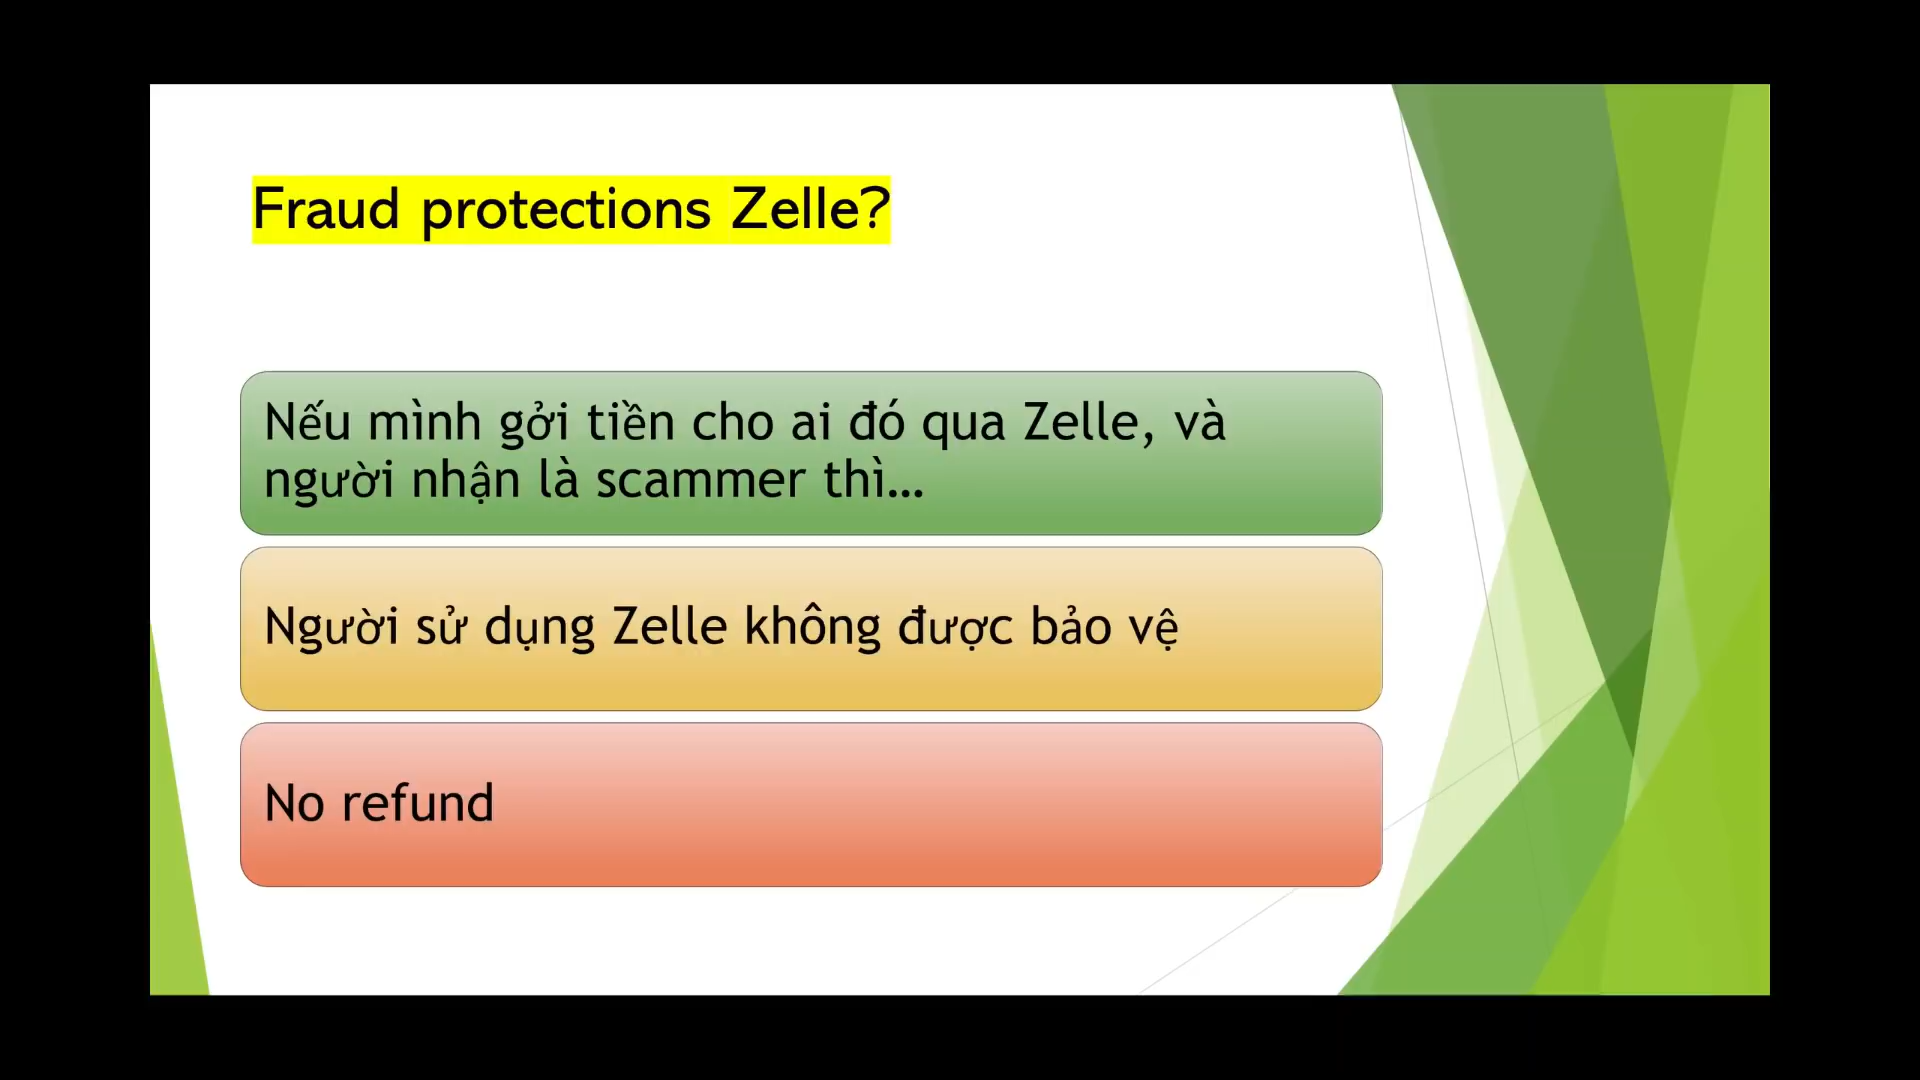 Fraud protections Zelle?
Nếu mình gởi tiền cho ai đó qua Zelle, và
người nhận là scammer thì...
Người sử dụng Zelle không được bảo vệ
No refund